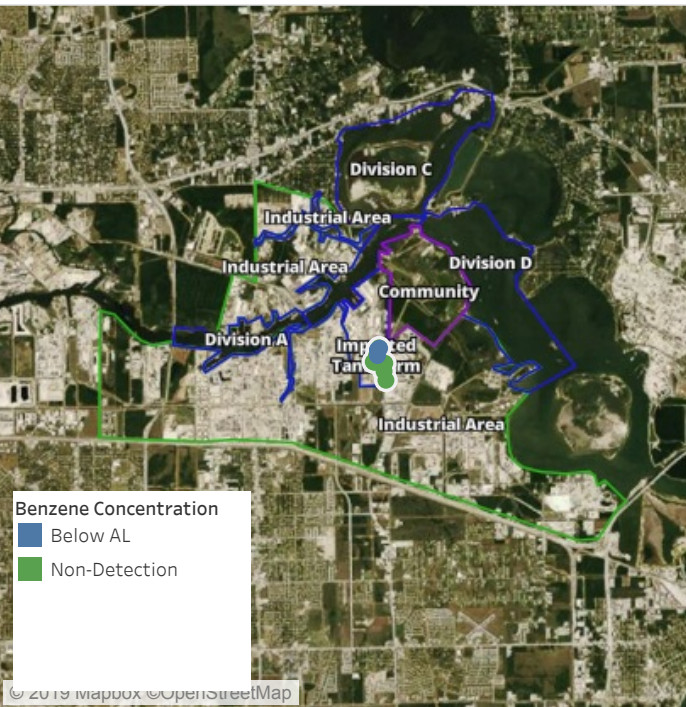 Division C
Industrial Area
Industrial Area
Division D
Community
Division A
Industrial Area
Benzene Concentration
Below AL
Non-Detection
© 2019 Mapbox ©OpenStreetMap